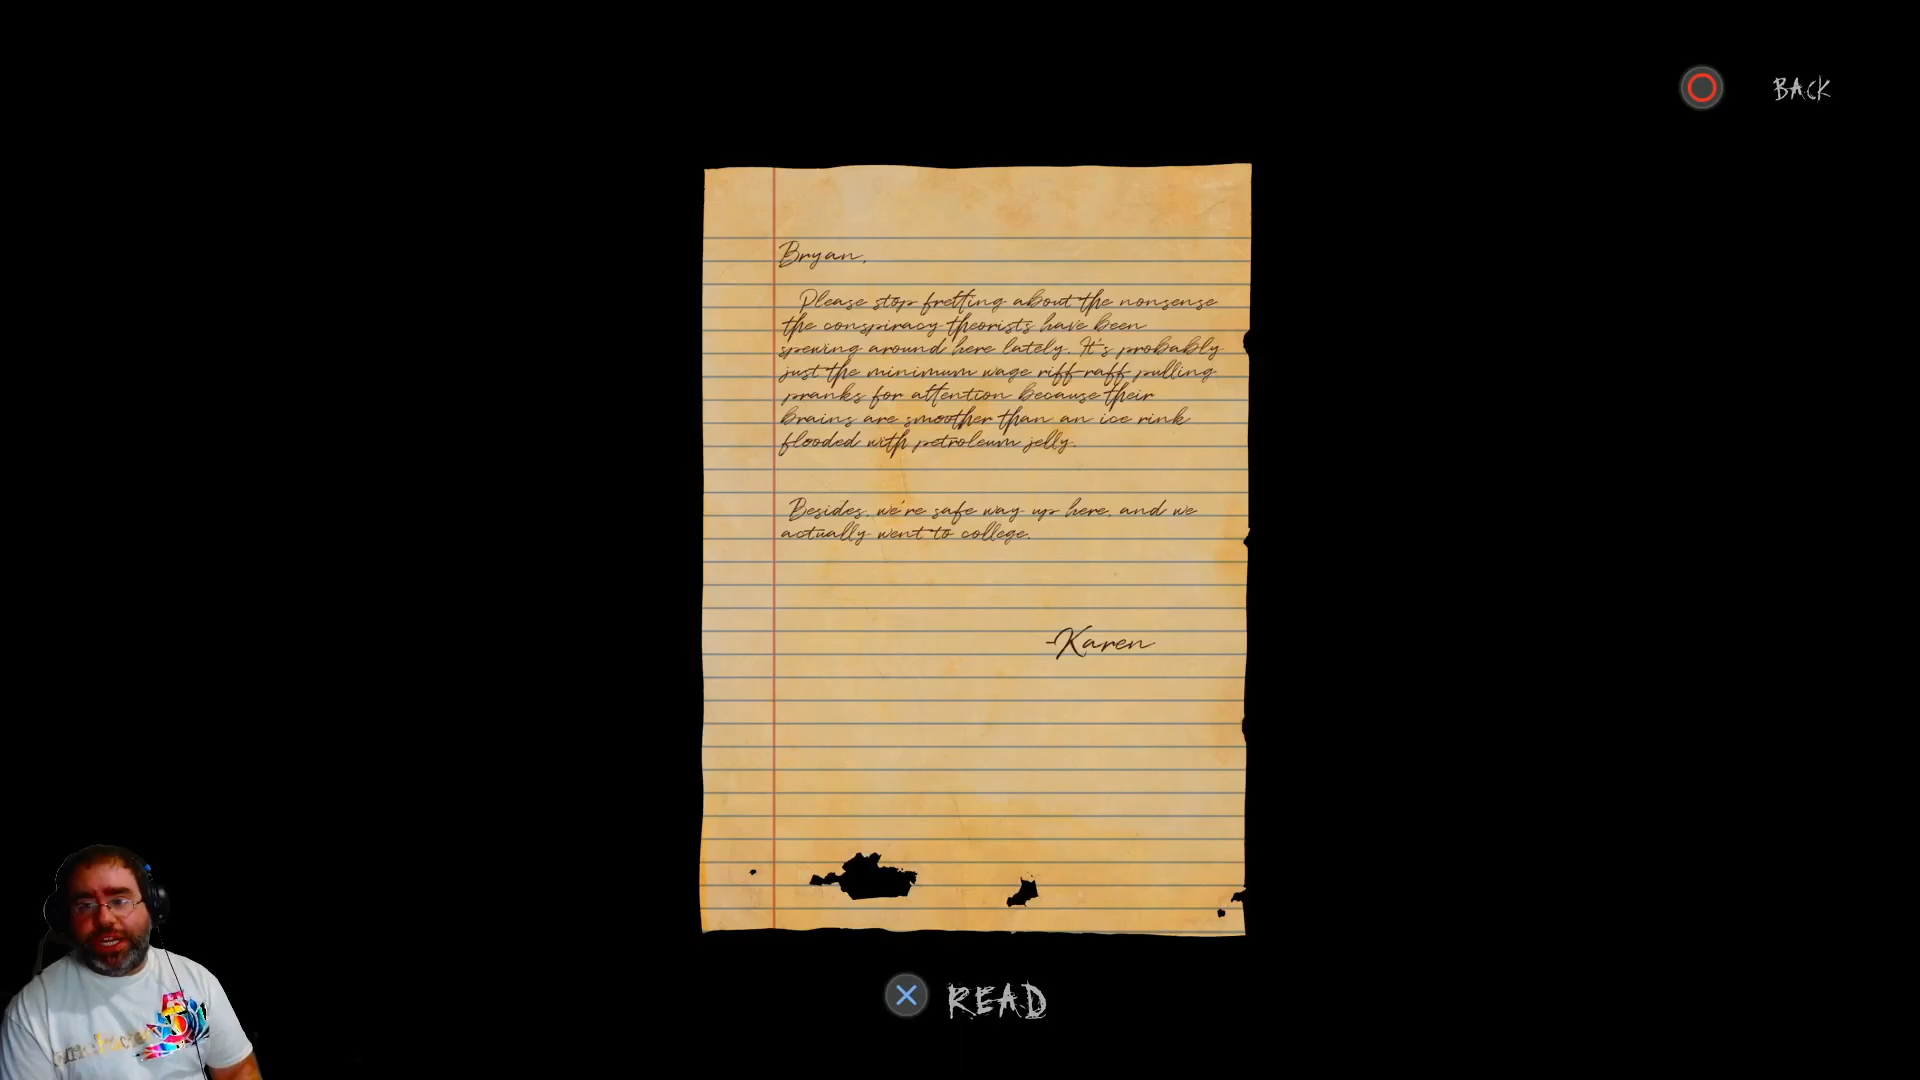 BACK
Bryan,
Please stop fretting about the nonsense
the conspiracy theorists have been
spewing around here lately. It's probably
just the minimum wage riff-raff pulling
pranks for attention because their
brains are smoother than an ice rink
flooded with petroleum jelly.
Besides, we're safe way up here, and we
actually went to college.
-Karen
READ